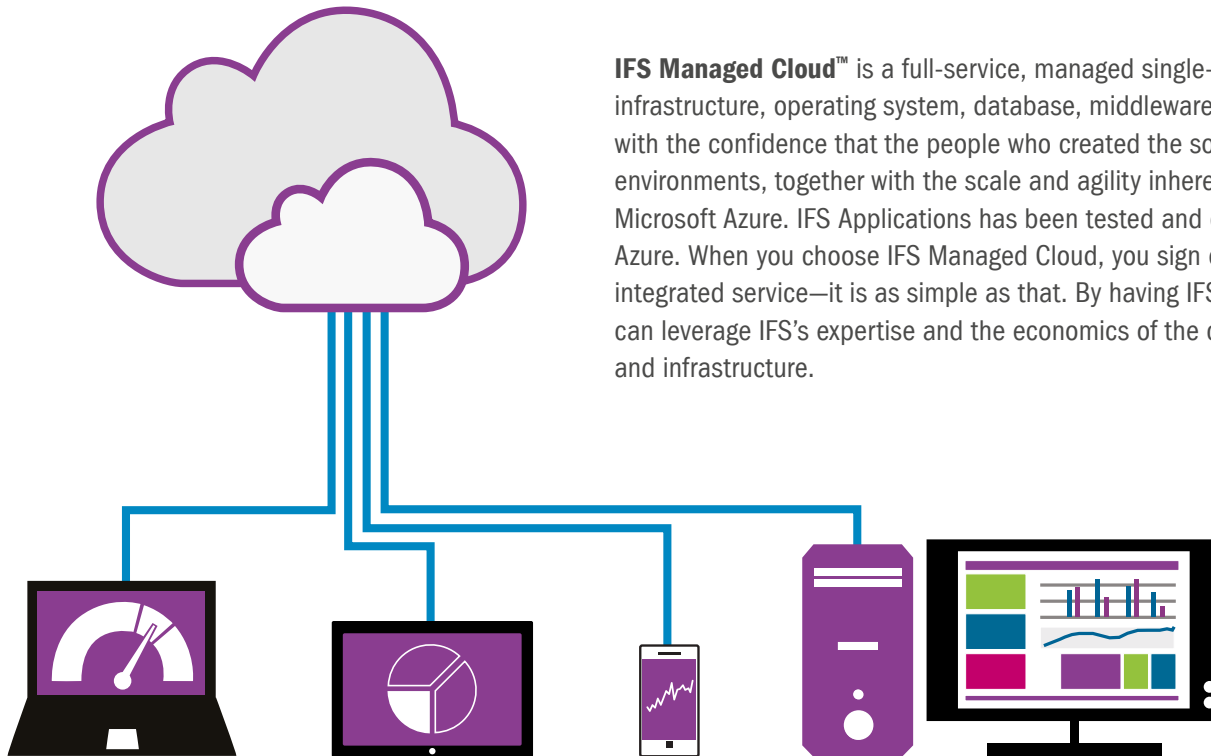 IFS Managed Cloud™ is a full-service, managed single-
infrastructure, operating system, database, middleware
with the confidence that the people who created the so
environments, together with the scale and agility inhere
Microsoft Azure. IFS Applications has been tested and
Azure. When you choose IFS Managed Cloud, you sign
integrated service—it is as simple as that. By having IFS
can leverage IFS's expertise and the economics of the
and infrastructure.